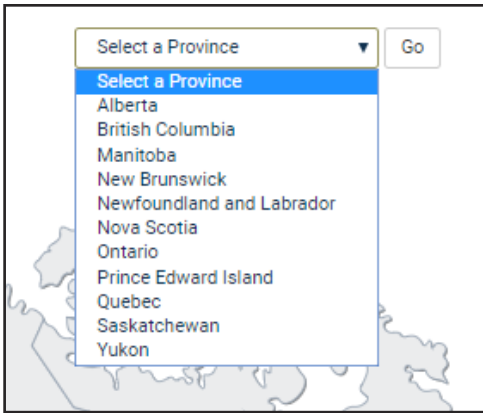 Select a Province ▼ Go
Select a Province
Alberta
British Columbia
Manitoba
New Brunswick
Newfoundland and Labrador
Nova Scotia
Ontario
Prince Edward Island
Quebec
Saskatchewan
Yukon